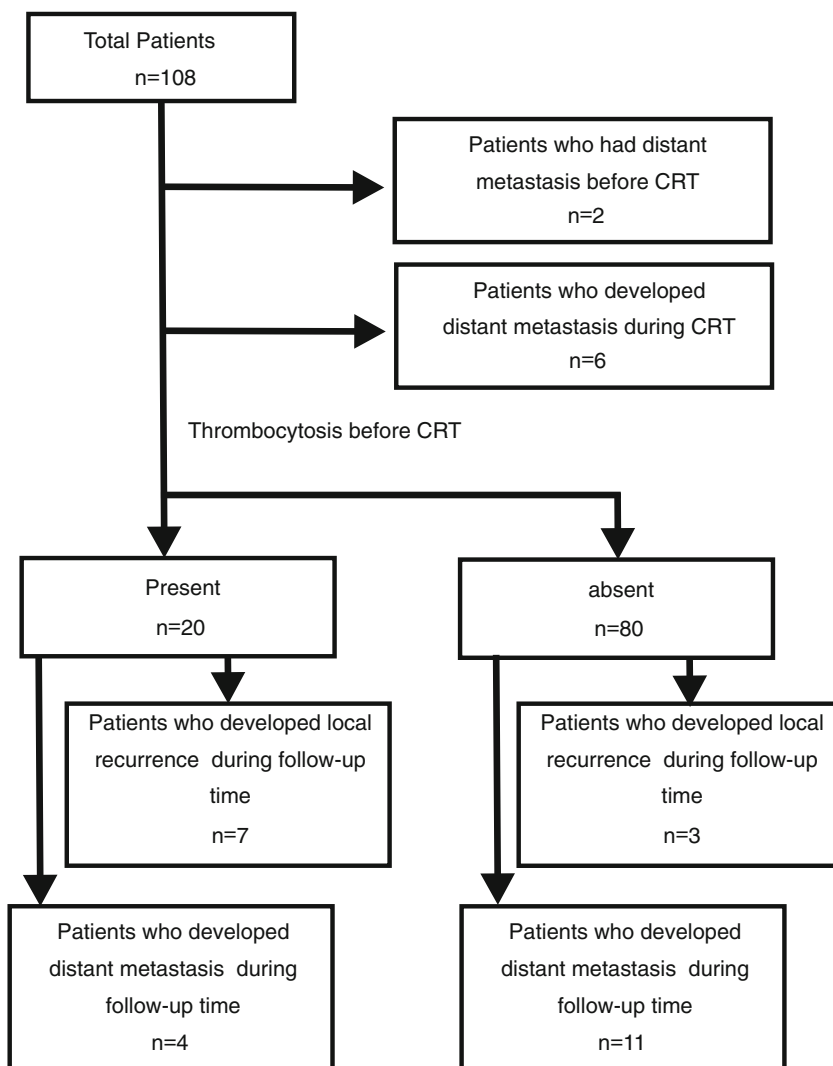 Total Patients
n=108
Patients who had distant
metastasis before CRT
n=2
Patients who developed
distant metastasis during CRT
n=6
Thrombocytosis before CRT
Present
n=20
absent
n=80
Patients who developed local
recurrence during follow-up
time
n=7
Patients who developed local
recurrence during follow-up
time
n=3
Patients who developed
distant metastasis during
follow-up time
n=4
Patients who developed
distant metastasis during
follow-up time
n=11